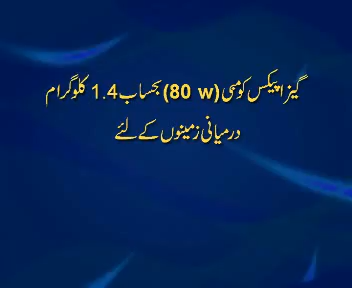 گیزاپیکس کومبی (80 w) بحساب 1.4 کلوگرام
درمیانی زمینوں کے لئے